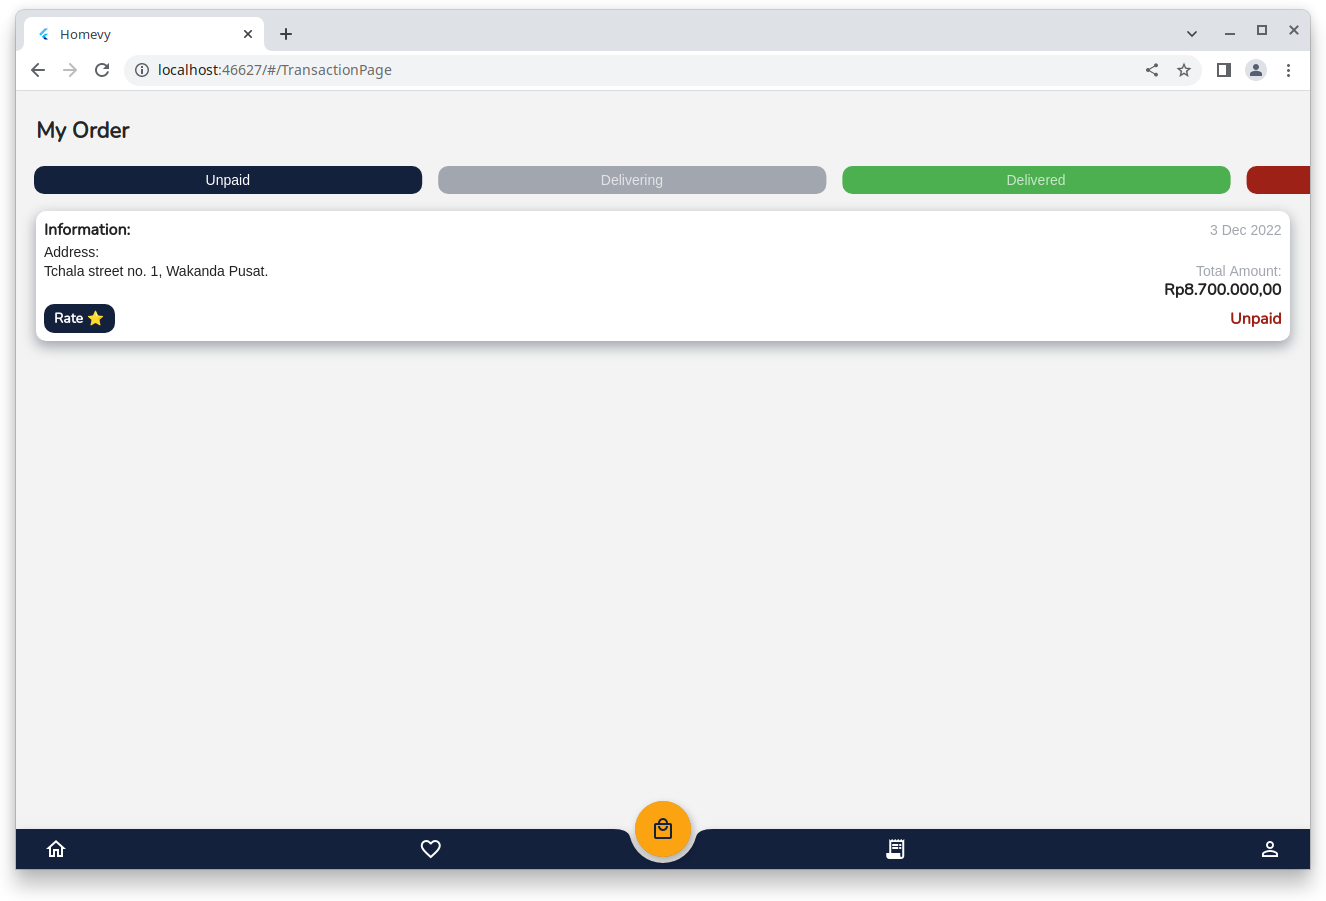 Homevy
localhost:46627/#/TransactionPage
My Order
Unpaid Delivering Delivered
Information: 3 Dec 2022
Address:
Tchala street no. 1, Wakanda Pusat. Total Amount:
Rp8.700.000,00
Rate ⭐ Unpaid